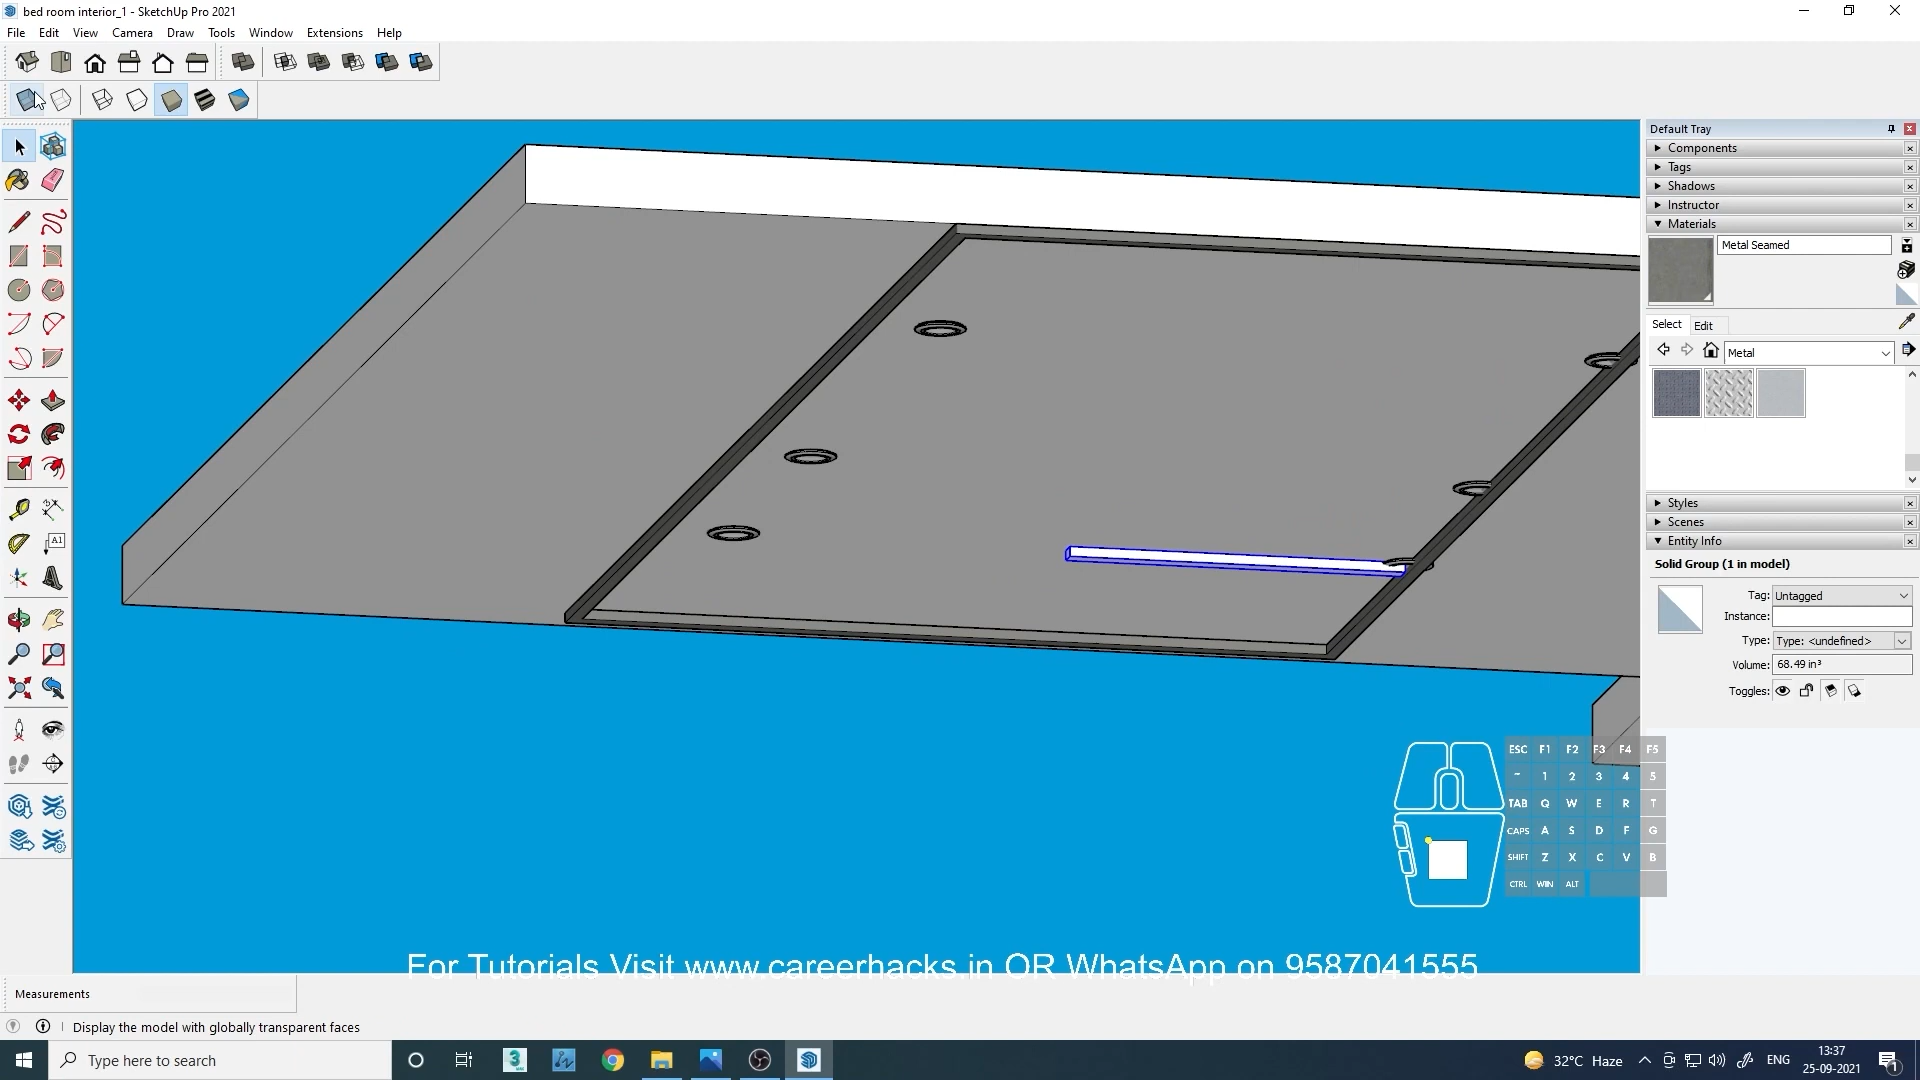 bed room interior_1 - SketchUp Pro 2021
File Edit View Camera Draw Tools Window Extensions Help
Default Tray
Components
Tags
Shadows
Instructor
Materials
Metal Seamed
Select Edit
Metal
Styles
Scenes
Entity Info
Solid Group (1 in model)
Tag: Untagged
Instance:
Type: Type: <undefined>
Volume: 68.49 in³
Toggles:
A1
ESC F1 F2 F3 F4 F5
~ 1 2 3 4 5
TAB Q W E R T
CAPS A S D F G
SHIFT Z X C V B
CTRL WIN ALT
For Tutorials Visit www.careerhacks.in OR WhatsApp on 9587041555
Measurements
Display the model with globally transparent faces
Type here to search
32°C Haze
ENG
13:37
25-09-2021
1